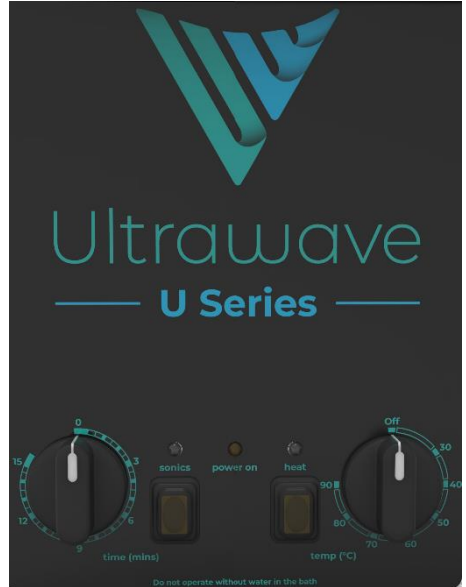 Ultrawave
U Series
0
3
6
9
12
15
time (mins)
sonics
power on
heat
Off
30
40
50
60
70
80
90
temp (°C)
Do not operate without water in the bath